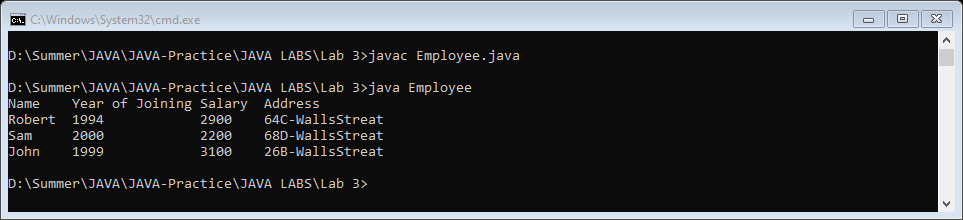 C:\Windows\System32\cmd.exe
D:\Summer\JAVA\JAVA-Practice\JAVA LABS\Lab 3>javac Employee.java
D:\Summer\JAVA\JAVA-Practice\JAVA LABS\Lab 3>java Employee
Name    Year of Joining Salary  Address
Robert  1994            2900    64C-WallsStreat
Sam     2000            2200    68D-WallsStreat
John    1999            3100    26B-WallsStreat
D:\Summer\JAVA\JAVA-Practice\JAVA LABS\Lab 3>